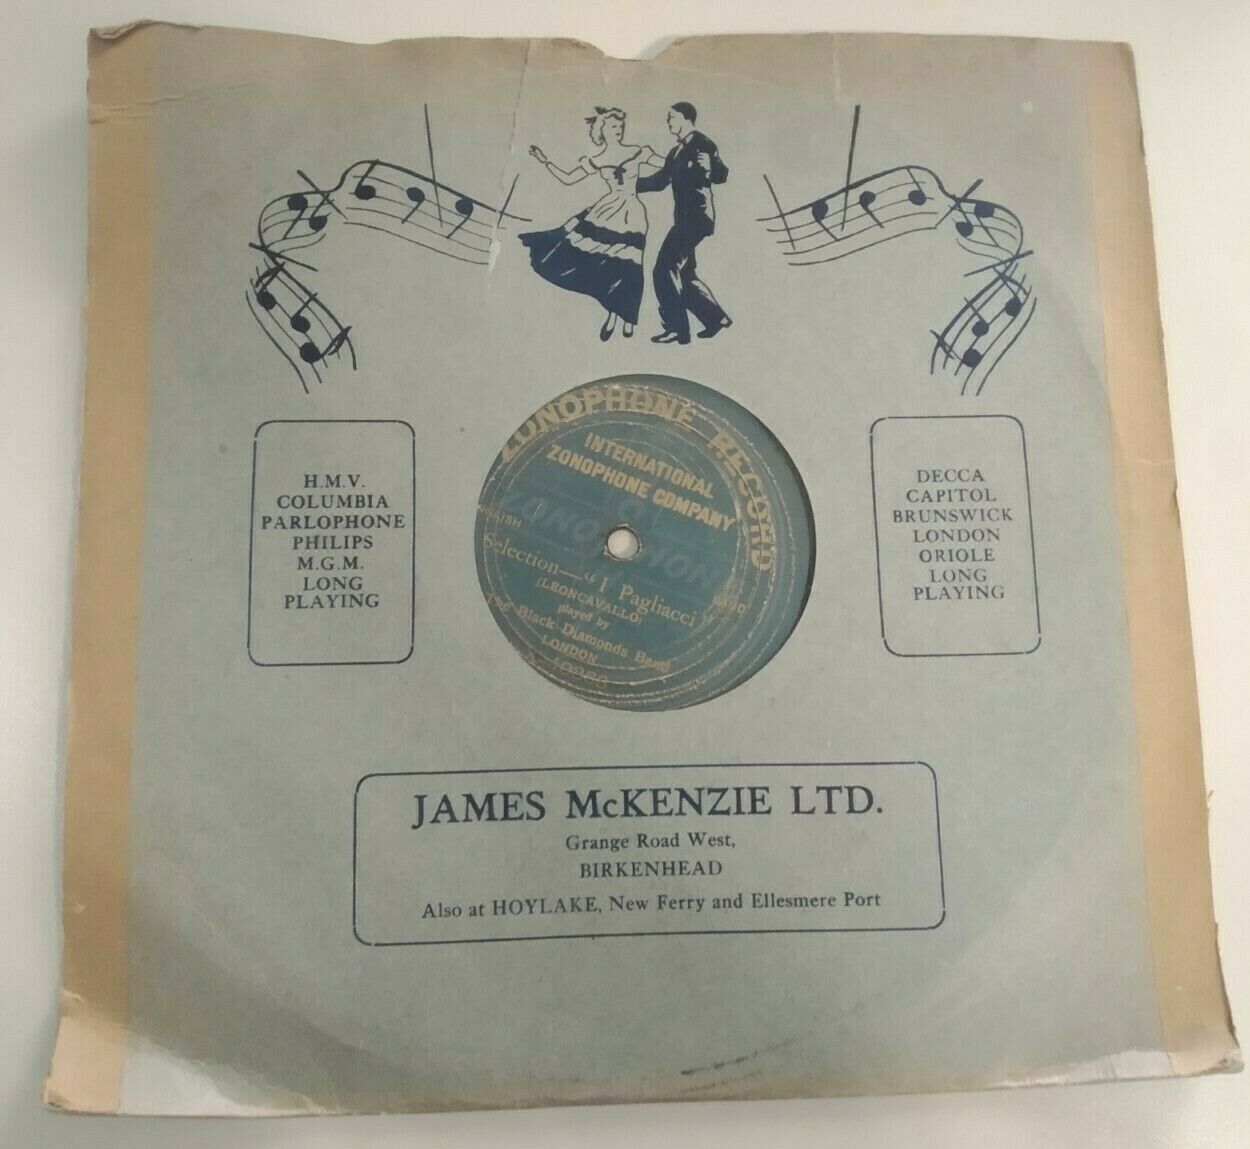 H.M.V.
COLUMBIA
PARLOPHONE
PHILIPS
M.G.M.
LONG
PLAYING
ZONOPHONE RECORD
INTERNATIONAL
ZONOPHONE COMPANY
Selection—“I Pagliacci”
(LEONCAVALLO)
played by
The Black Diamonds Band
LONDON
DECCA
CAPITOL
BRUNSWICK
LONDON
ORIOLE
LONG
PLAYING
JAMES McKENZIE LTD.
Grange Road West,
BIRKENHEAD
Also at HOYLAKE, New Ferry and Ellesmere Port